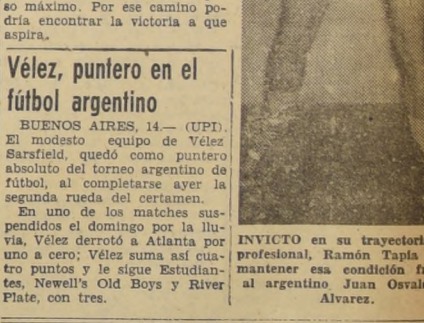 so máximo. Por ese camino po-
dría encontrar la victoria a que
aspira.
Vélez, puntero en el
fútbol argentino
BUENOS AIRES, 14.— (UPI).
El modesto equipo de Vélez
Sarsfield, quedó como puntero
absoluto del torneo argentino de
fútbol, al completarse ayer la
segunda rueda del certamen.
En uno de los matches sus-
pendidos el domingo por la llu-
via, Vélez derrotó a Atlanta por
uno a cero; Vélez suma así cua-
tro puntos y le sigue Estudian-
tes, Newell's Old Boys y River
Plate, con tres.
INVICTO en su trayectori
profesional, Ramón Tapia
mantener esa condición f
al argentino Juan Osval
Alvarez.